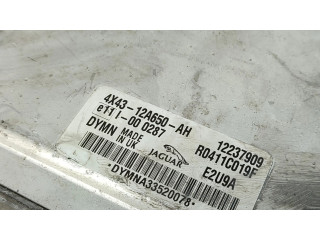 4X43-12A650-AH
e11-00 0287
12237909
DYMN MADE IN UK
R0411C019F
JAGUAR
E2U9A
*DYMNA33520078*